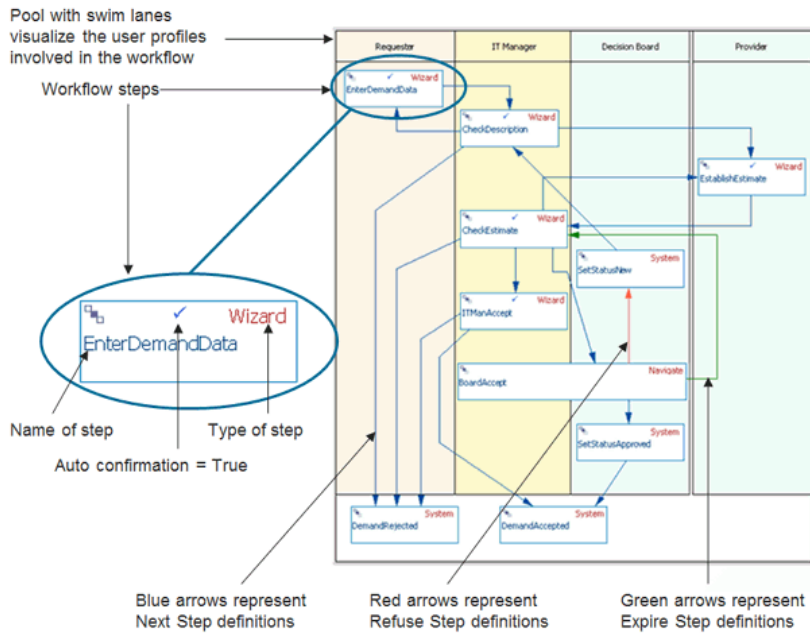 Pool with swim lanes
visualize the user profiles
involved in the workflow
Requester
IT Manager
Decision Board
Provider
Workflow steps
Wizard
EnterDemandData
Wizard
CheckDescription
Wizard
EstablishEstimate
Wizard
CheckEstimate
System
SetStatusNew
Wizard
ITManAccept
Wizard
EnterDemandData
Navigate
BoardAccept
Name of step
Type of step
System
SetStatusApproved
Auto confirmation = True
System
DemandRejected
System
DemandAccepted
Blue arrows represent
Next Step definitions
Red arrows represent
Refuse Step definitions
Green arrows represent
Expire Step definitions